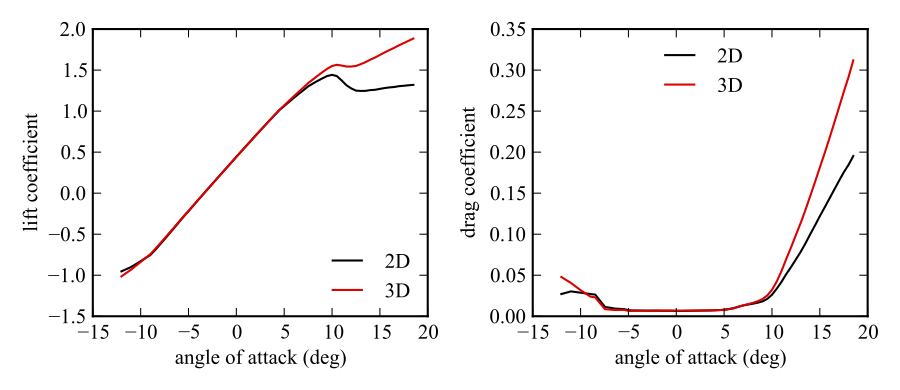 2.0
1.5
1.0
0.5
0.0
−0.5
−1.0
−1.5
lift coefficient
2D
3D
−15 −10 −5 0 5 10 15 20
angle of attack (deg)
0.35
0.30
0.25
0.20
0.15
0.10
0.05
0.00
drag coefficient
2D
3D
−15 −10 −5 0 5 10 15 20
angle of attack (deg)